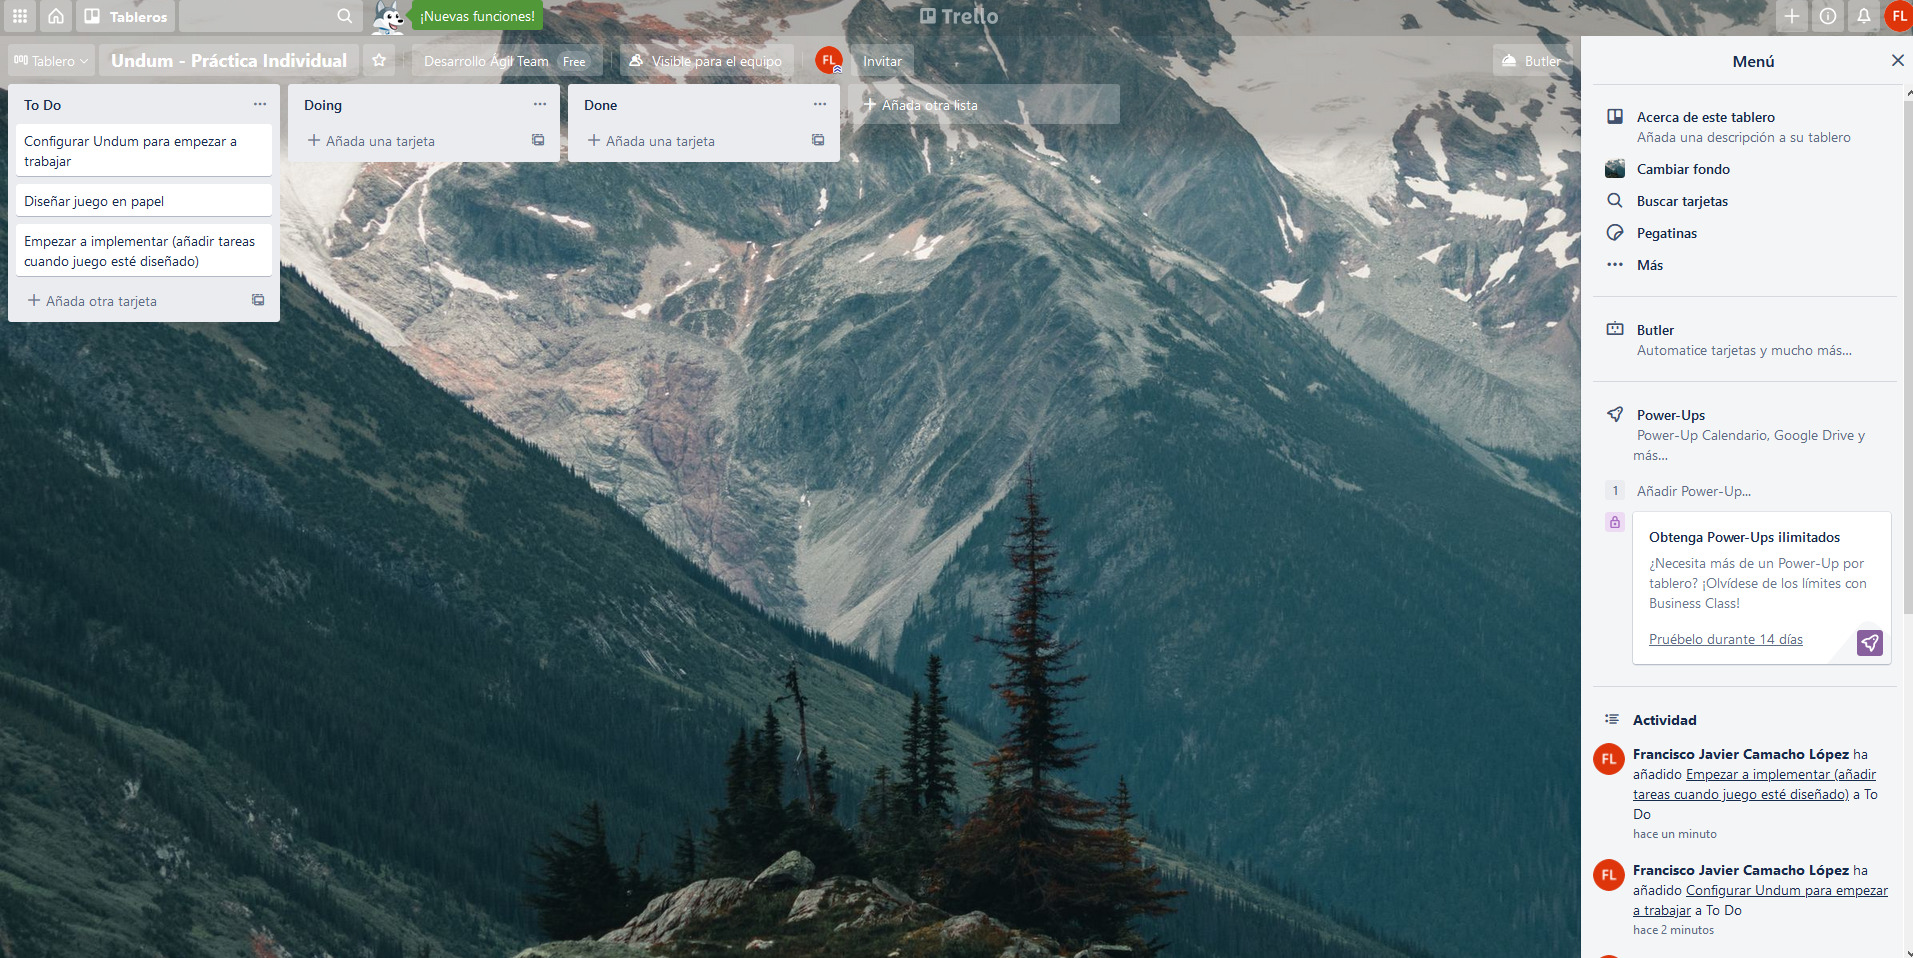 Tableros
¡Nuevas funciones!
Trello
FL
Tablero
Undum - Práctica Individual
Desarrollo Ágil Team
Free
Visible para el equipo
FL
Invitar
Butler
To Do
Configurar Undum para empezar a
trabajar
Diseñar juego en papel
Empezar a implementar (añadir tareas
cuando juego esté diseñado)
Añada otra tarjeta
Doing
Añada una tarjeta
Done
Añada una tarjeta
Añada otra lista
Menú
Acerca de este tablero
Añada una descripción a su tablero
Cambiar fondo
Buscar tarjetas
Pegatinas
Más
Butler
Automatice tarjetas y mucho más...
Power-Ups
Power-Up Calendario, Google Drive y
más...
1 Añadir Power-Up...
Obtenga Power-Ups ilimitados
¿Necesita más de un Power-Up por
tablero? ¡Olvídese de los límites con
Business Class!
Pruébelo durante 14 días
Actividad
FL
Francisco Javier Camacho López ha
añadido Empezar a implementar (añadir
tareas cuando juego esté diseñado) a To
Do
hace un minuto
FL
Francisco Javier Camacho López ha
añadido Configurar Undum para empezar
a trabajar a To Do
hace 2 minutos